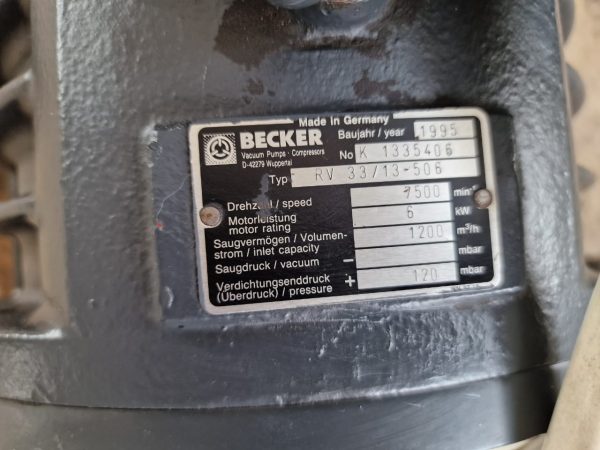 Made in Germany
BECKER
Vacuum Pumps · Compressors
D-42279 Wuppertal
Baujahr / year 1995
No K 1335406
Typ RV 33/13-506
Drehzahl / speed 7500 min⁻¹
Motorleistung
motor rating 6 kW
Saugvermögen / Volumen-
strom / inlet capacity 1200 m³/h
Saugdruck / vacuum − mbar
Verdichtungsenddruck
(Überdruck) / pressure + 120 mbar